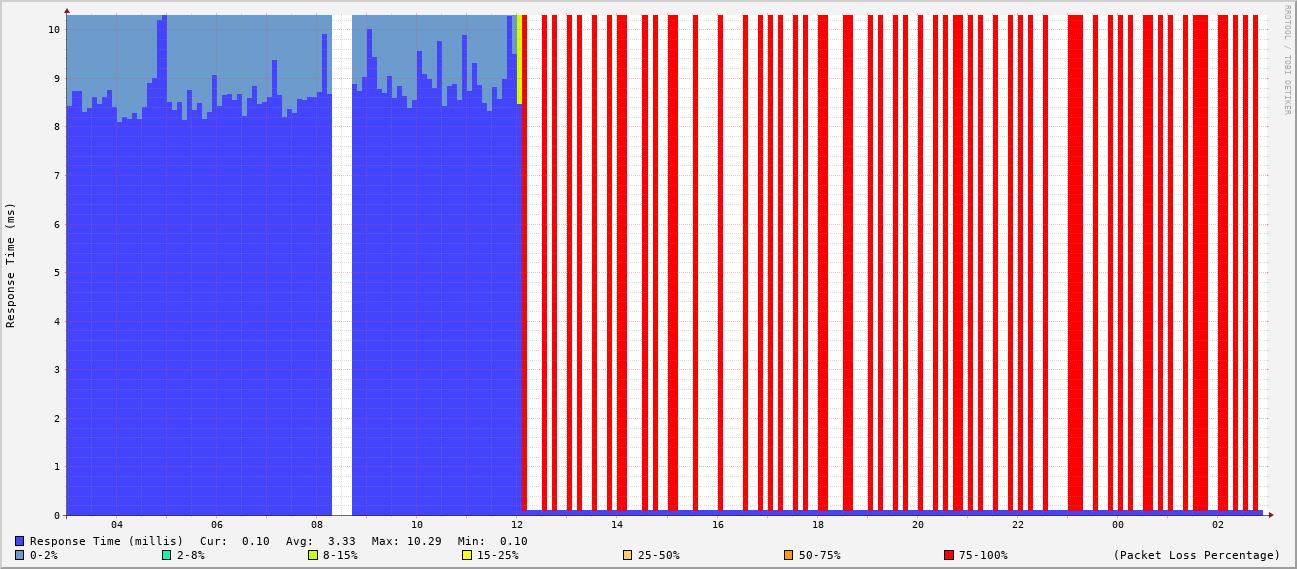 RRDTOOL / TOBI OETIKER
Response Time (ms)
10
9
8
7
6
5
4
3
2
1
0
04 06 08 10 12 14 16 18 20 22 00 02
Response Time (millis) Cur: 0.10 Avg: 3.33 Max: 10.29 Min: 0.10
0-2% 2-8% 8-15% 15-25% 25-50% 50-75% 75-100% (Packet Loss Percentage)